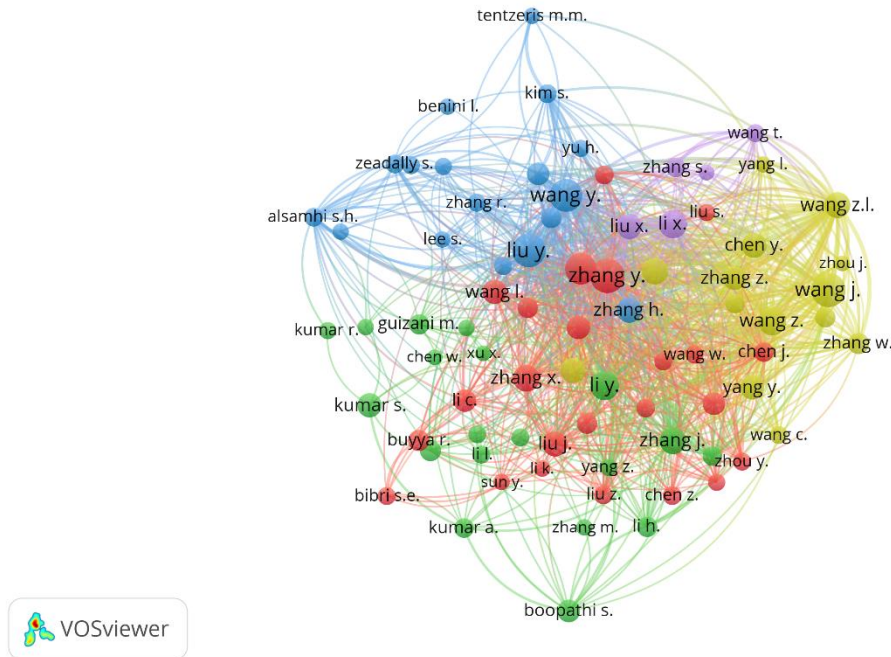 tentzeris m.m.
kim s.
benini l.
wang t.
yu h.
zeadally s.
zhang s.
yang l.
wang y.
zhang r.
wang z.l.
alsamhi s.h.
liu s.
liu x.
li x.
lee s.
liu y.
chen y.
zhou j.
zhang y.
zhang z.
wang l.
wang j.
zhang h.
guizani m.
wang z.
kumar r.
zhang w.
chen w.
xu x.
wang w.
chen j.
zhang x.
li y.
yang y.
kumar s.
li c.
buyya r.
liu j.
zhang j.
wang c.
li l.
zhou y.
li k.
yang z.
sun y.
bibri s.e.
liu z.
chen z.
kumar a.
zhang m.
li h.
boopathi s.
VOSviewer